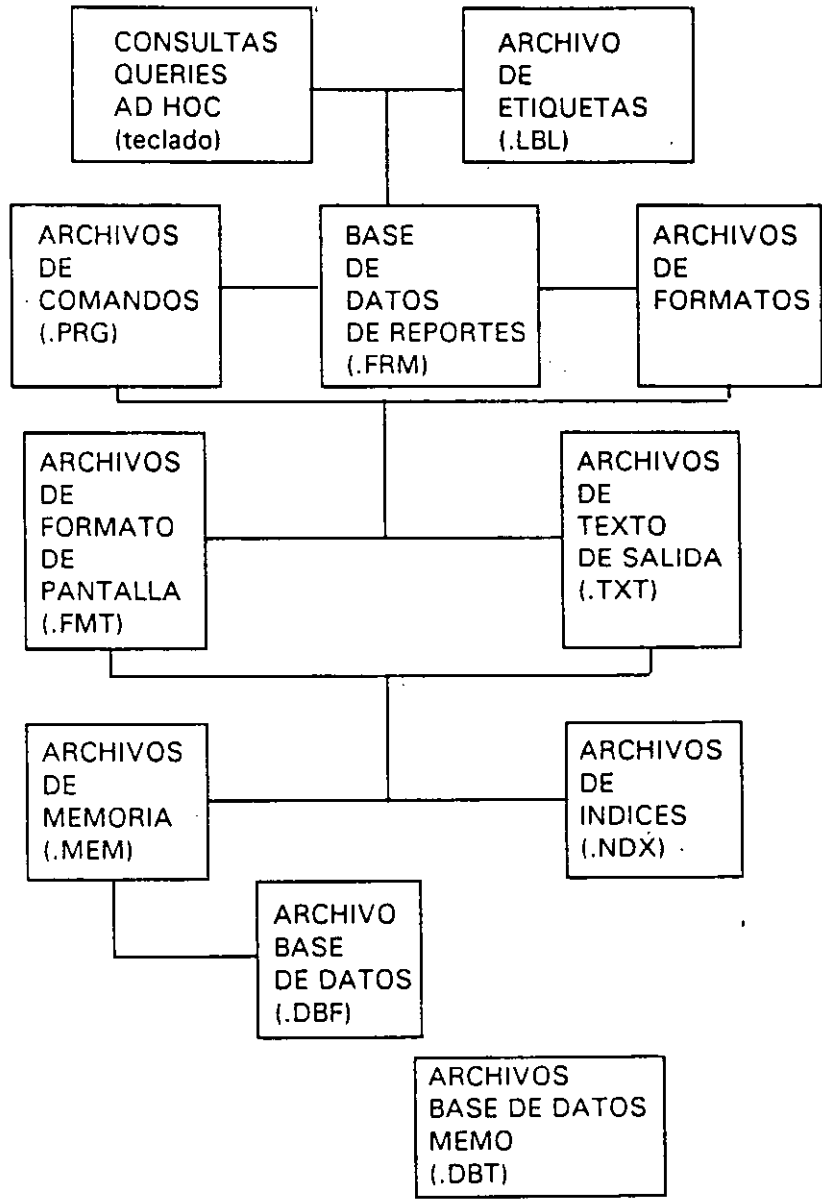 CONSULTAS
QUERIES
AD HOC
(teclado)
ARCHIVO
DE
ETIQUETAS
(.LBL)
ARCHIVOS
DE
COMANDOS
(.PRG)
BASE
DE
DATOS
DE REPORTES
(.FRM)
ARCHIVOS
DE
FORMATOS
ARCHIVOS
DE
FORMATO
DE
PANTALLA
(.FMT)
ARCHIVOS
DE
TEXTO
DE SALIDA
(.TXT)
ARCHIVOS
DE
MEMORIA
(.MEM)
ARCHIVOS
DE
INDICES
(.NDX)
ARCHIVO
BASE
DE DATOS
(.DBF)
ARCHIVOS
BASE DE DATOS
MEMO
(.DBT)